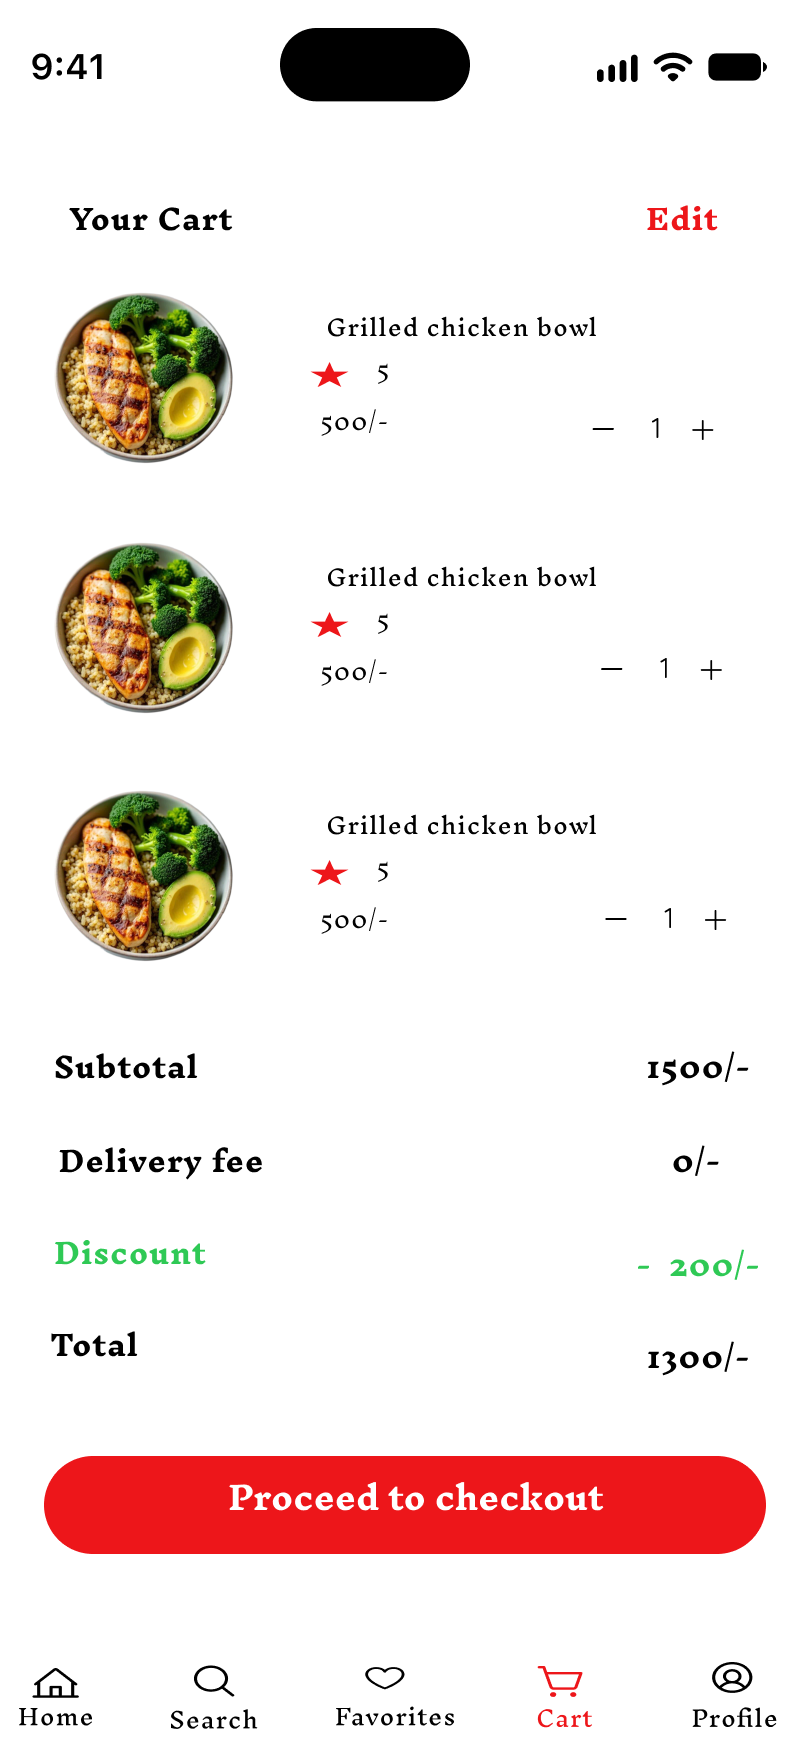 9:41
Your Cart Edit
Grilled chicken bowl
5
500/-
— 1 +
Grilled chicken bowl
5
500/-
— 1 +
Grilled chicken bowl
5
500/-
— 1 +
Subtotal 1500/-
Delivery fee 0/-
Discount - 200/-
Total 1300/-
Proceed to checkout
Home Search Favorites Cart Profile